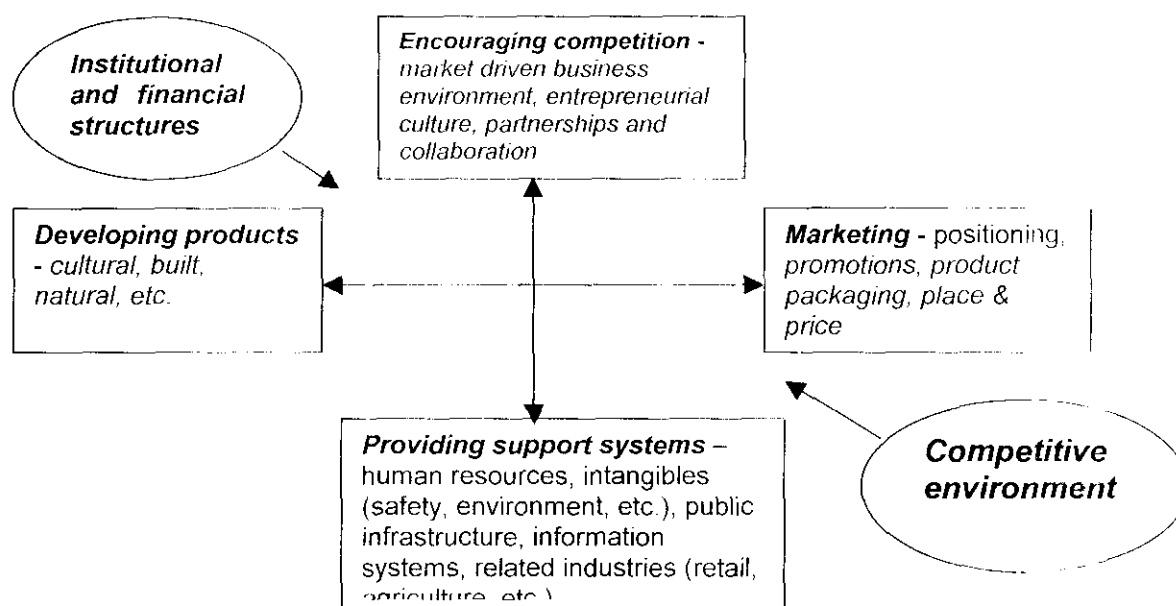 Institutional
and financial
structures
Encouraging competition -
market driven business
environment, entrepreneurial
culture, partnerships and
collaboration
Developing products
- cultural, built,
natural, etc.
Marketing - positioning,
promotions, product
packaging, place &
price
Providing support systems –
human resources, intangibles
(safety, environment, etc.), public
infrastructure, information
systems, related industries (retail,
agriculture, etc.)
Competitive
environment